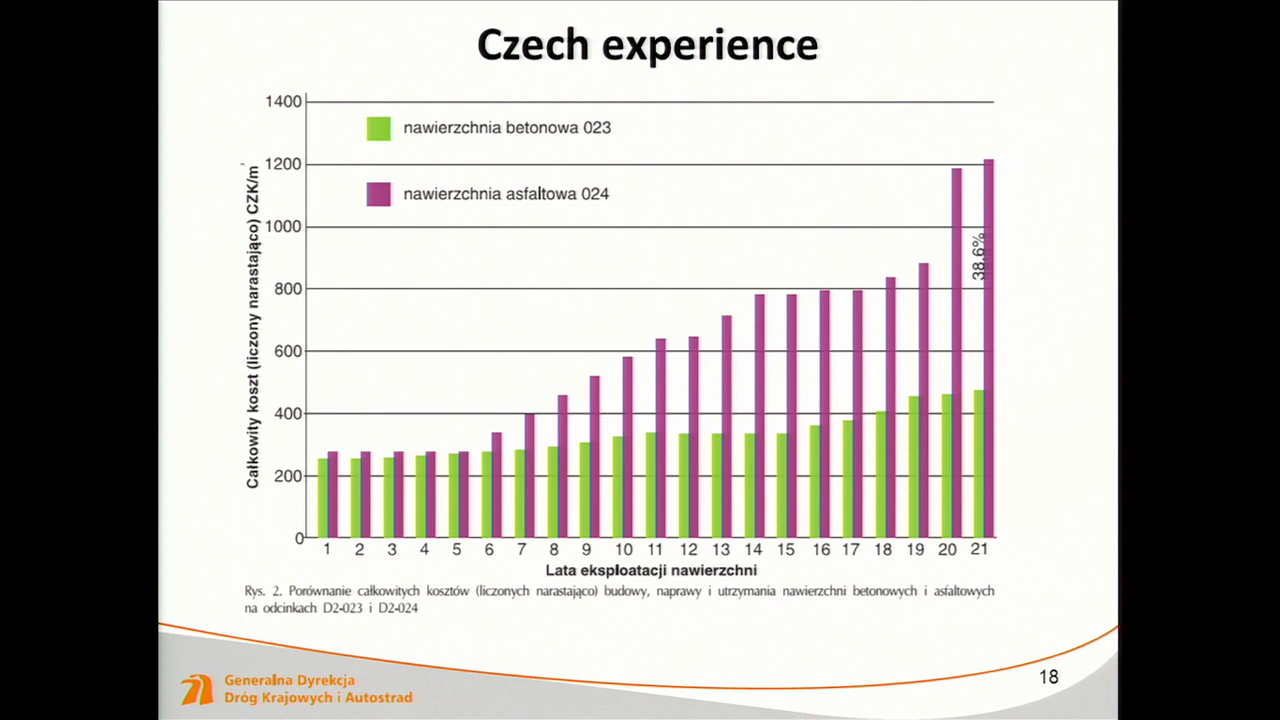 Czech experience
1400
1200
1000
800
600
400
200
0
nawierzchnia betonowa 023
nawierzchnia asfaltowa 024
Całkowity koszt (liczony narastająco) CZK/m
38,6%
1 2 3 4 5 6 7 8 9 10 11 12 13 14 15 16 17 18 19 20 21
Lata eksploatacji nawierzchni
Rys. 2. Porównanie całkowitych kosztów (liczonych narastająco) budowy, naprawy i utrzymania nawierzchni betonowych i asfaltowych
na odcinkach D2-023 i D2-024
Generalna Dyrekcja
Dróg Krajowych i Autostrad
18